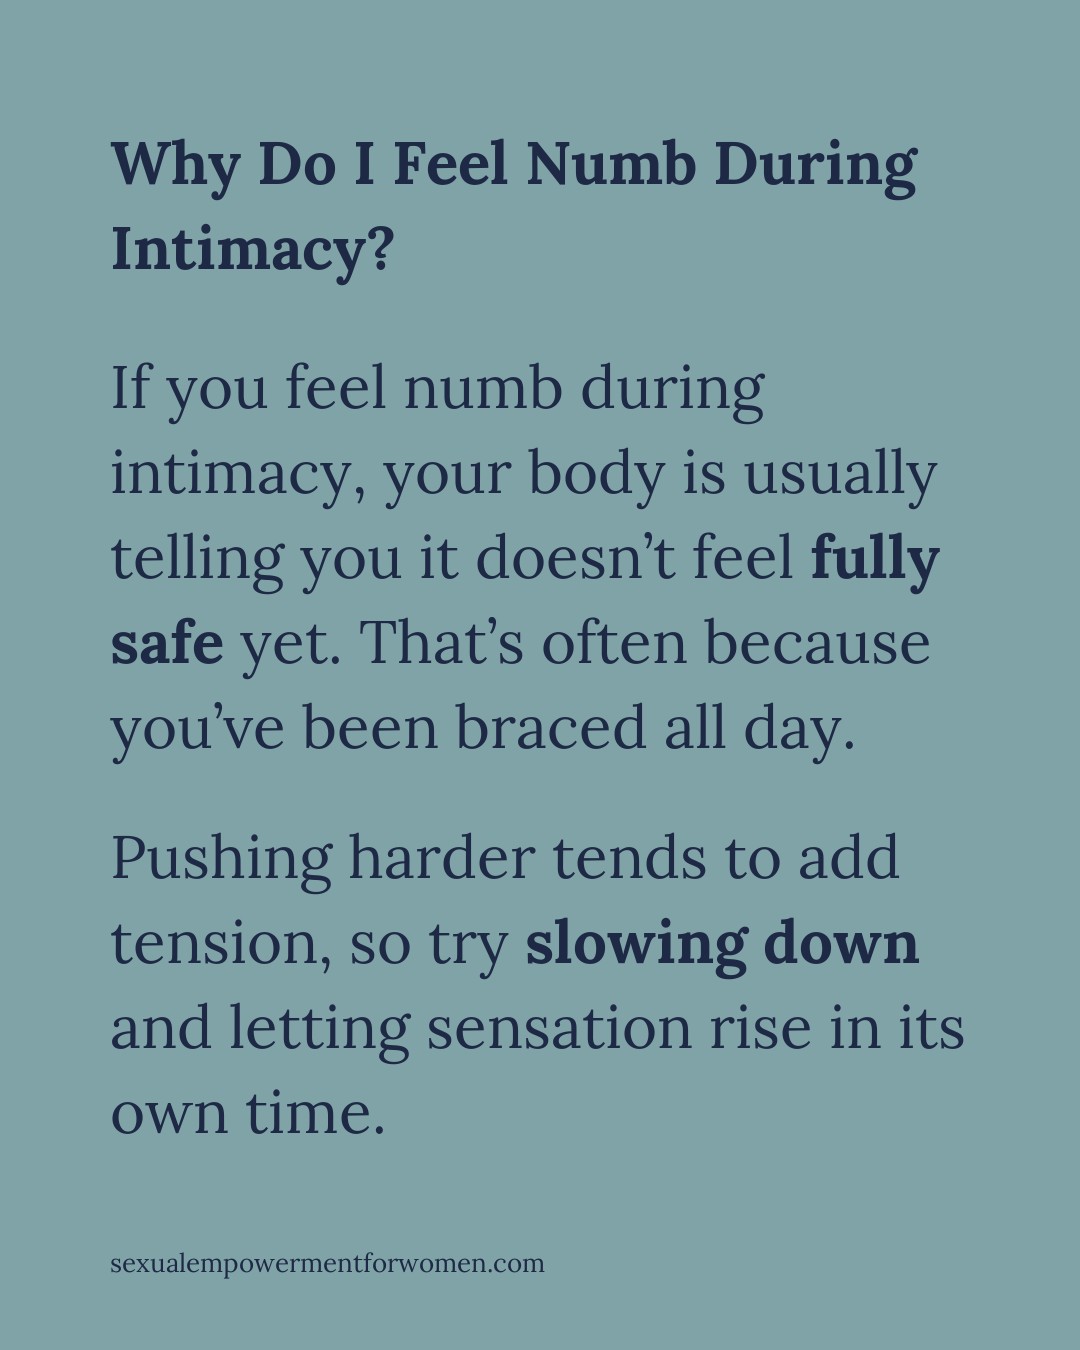 Why Do I Feel Numb During
Intimacy?
If you feel numb during
intimacy, your body is usually
telling you it doesn’t feel fully
safe yet. That’s often because
you’ve been braced all day.
Pushing harder tends to add
tension, so try slowing down
and letting sensation rise in its
own time.
sexualempowermentforwomen.com